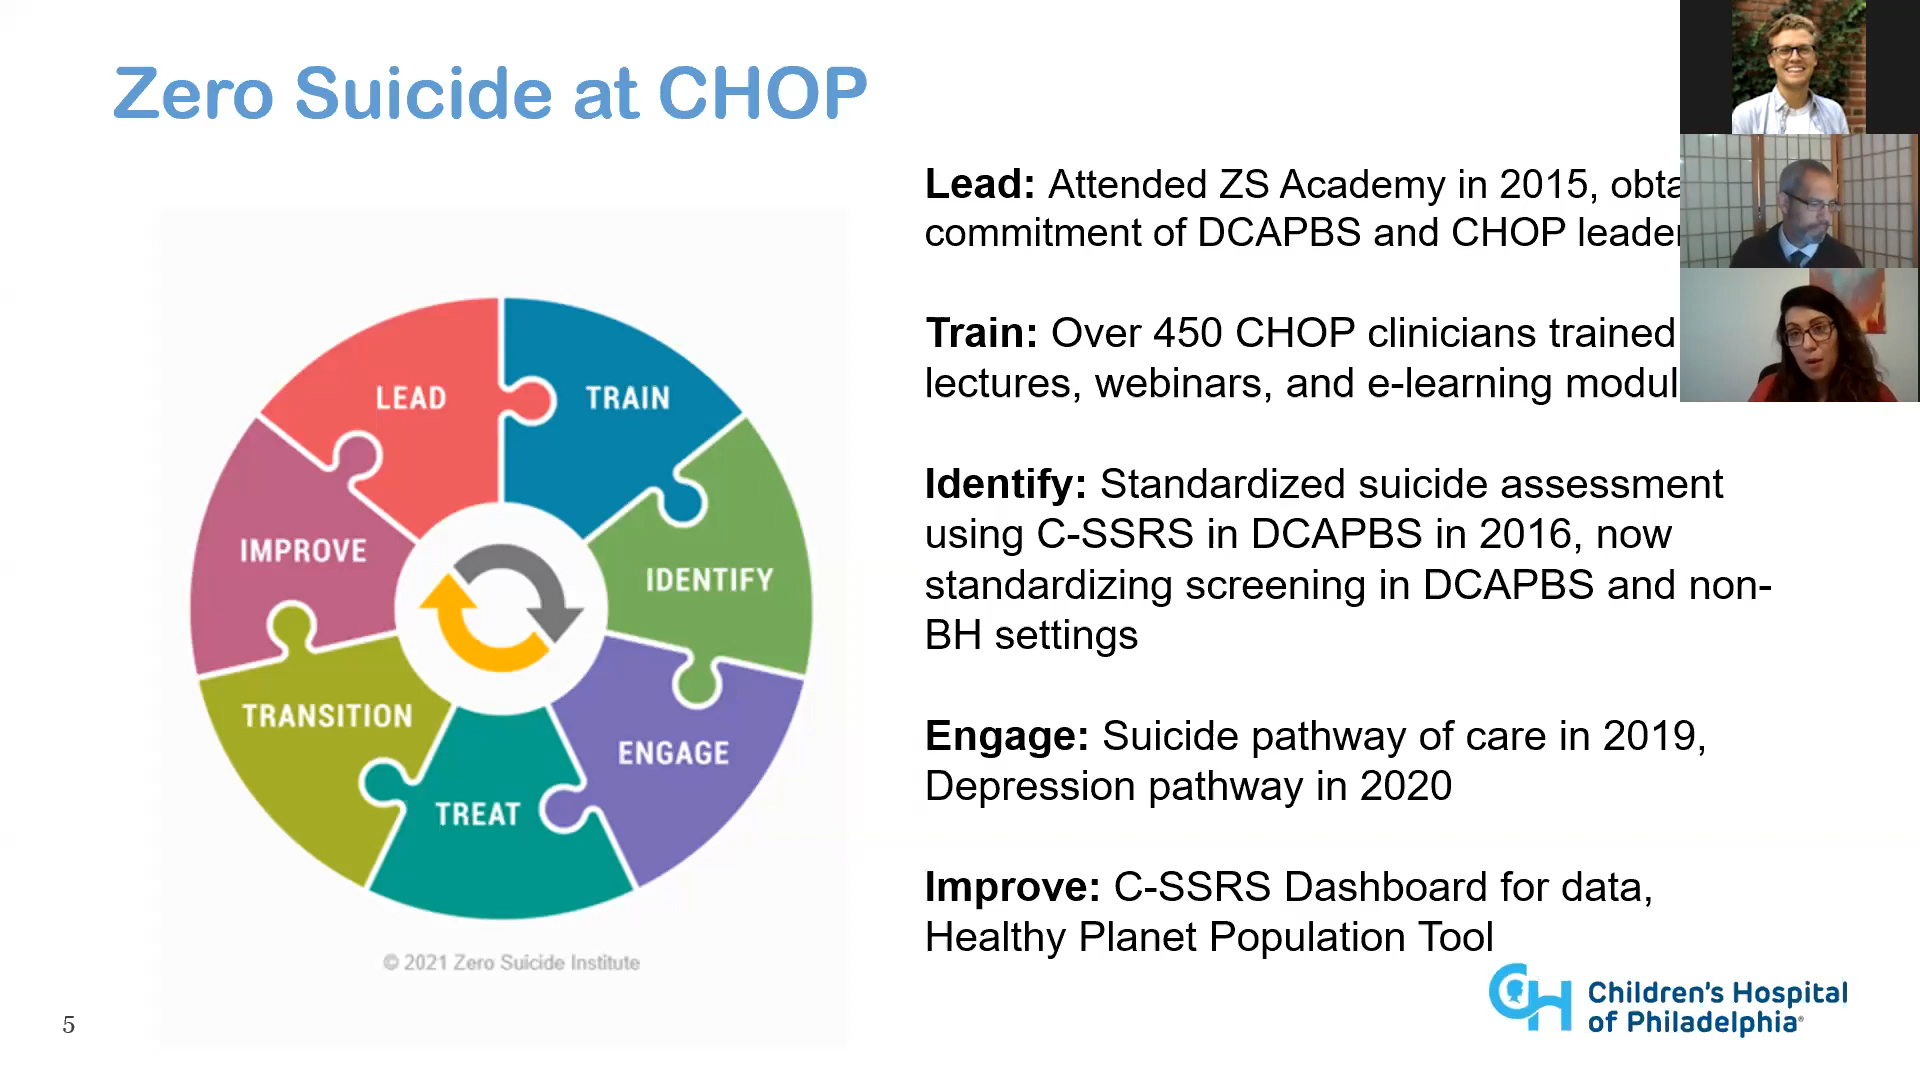 Zero Suicide at CHOP
LEAD
TRAIN
IDENTIFY
ENGAGE
TREAT
TRANSITION
IMPROVE
© 2021 Zero Suicide Institute
Lead: Attended ZS Academy in 2015,
commitment of DCAPBS and CHOP
Train: Over 450 CHOP clinicians trained
lectures, webinars, and e-learning
Identify: Standardized suicide assessment
using C-SSRS in DCAPBS in 2016, now
standardizing screening in DCAPBS and non-
BH settings
Engage: Suicide pathway of care in 2019,
Depression pathway in 2020
Improve: C-SSRS Dashboard for data,
Healthy Planet Population Tool
CH
Children's Hospital
of Philadelphia®
5